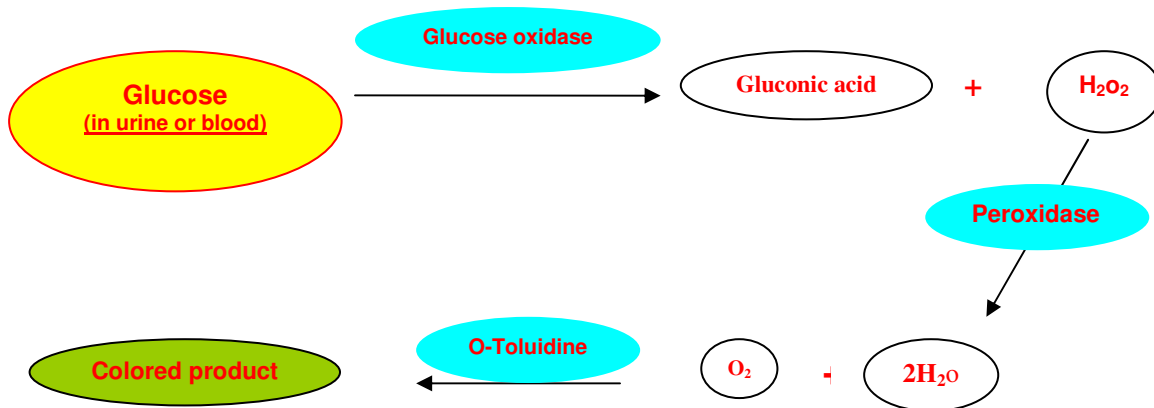 Glucose oxidase
Glucose
(in urine or blood)
Gluconic acid
+
H₂o₂
Peroxidase
O-Toluidine
Colored product
O₂
+
2H₂O